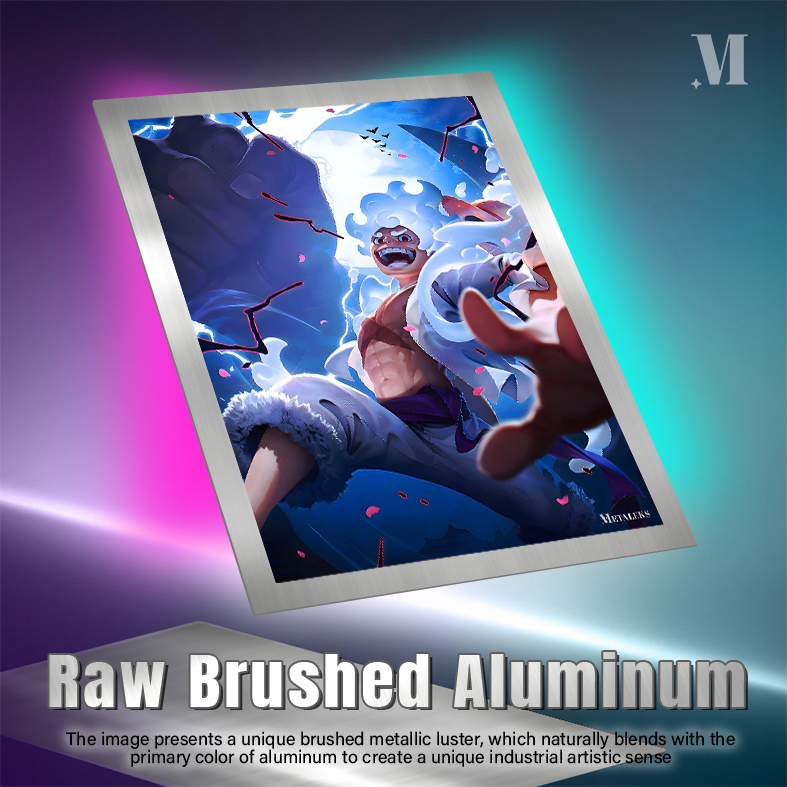 M
METALEKS
Raw Brushed Aluminum
The image presents a unique brushed metallic luster, which naturally blends with the
primary color of aluminum to create a unique industrial artistic sense